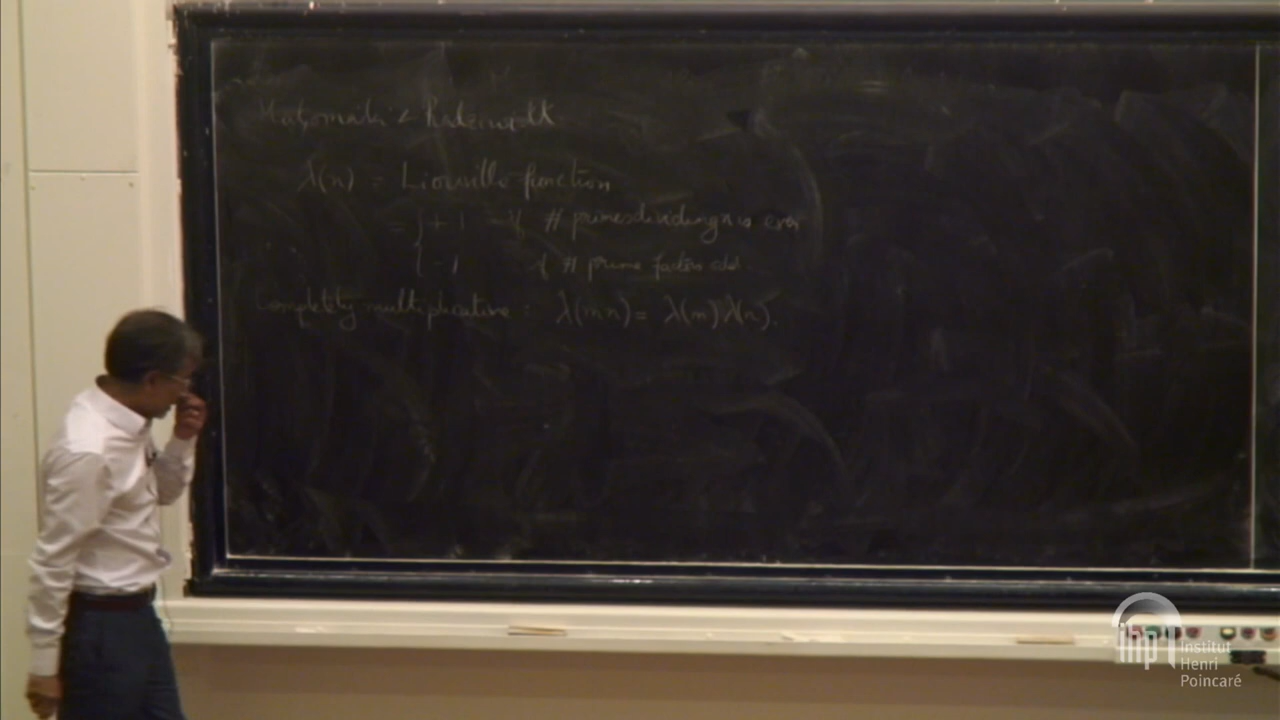 Matomäki & Radziwiłł
λ(n) = Liouville function
= { +1 if # primes dividing n is even
{ -1 if # prime factors odd
Completely multiplicative : λ(mn) = λ(m)λ(n).
ihp Institut
Henri
Poincaré